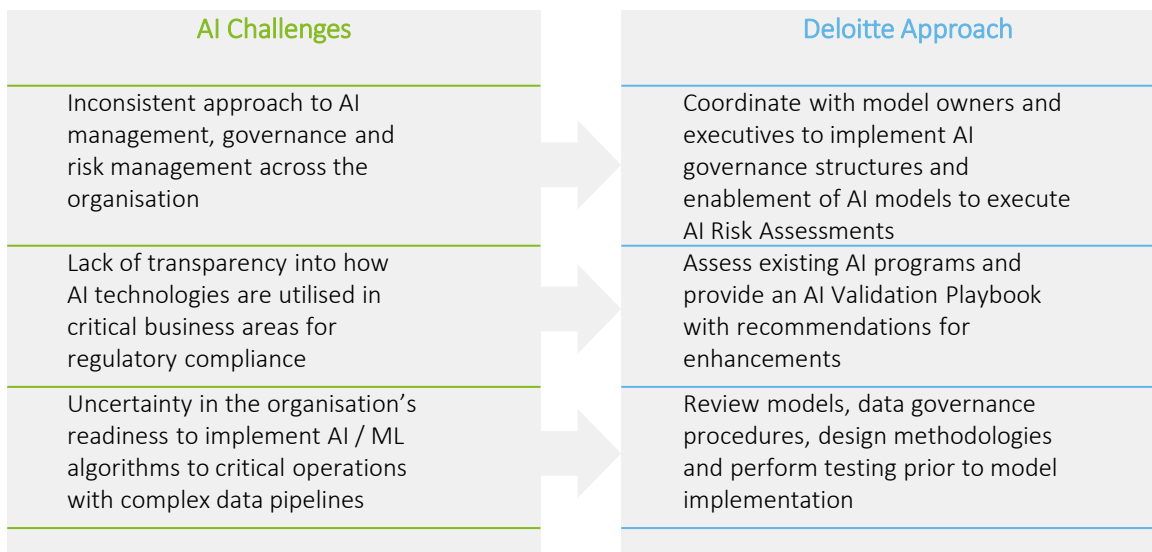 AI Challenges
Inconsistent approach to AI
management, governance and
risk management across the
organisation
Lack of transparency into how
AI technologies are utilised in
critical business areas for
regulatory compliance
Uncertainty in the organisation’s
readiness to implement AI / ML
algorithms to critical operations
with complex data pipelines
Deloitte Approach
Coordinate with model owners and
executives to implement AI
governance structures and
enablement of AI models to execute
AI Risk Assessments
Assess existing AI programs and
provide an AI Validation Playbook
with recommendations for
enhancements
Review models, data governance
procedures, design methodologies
and perform testing prior to model
implementation